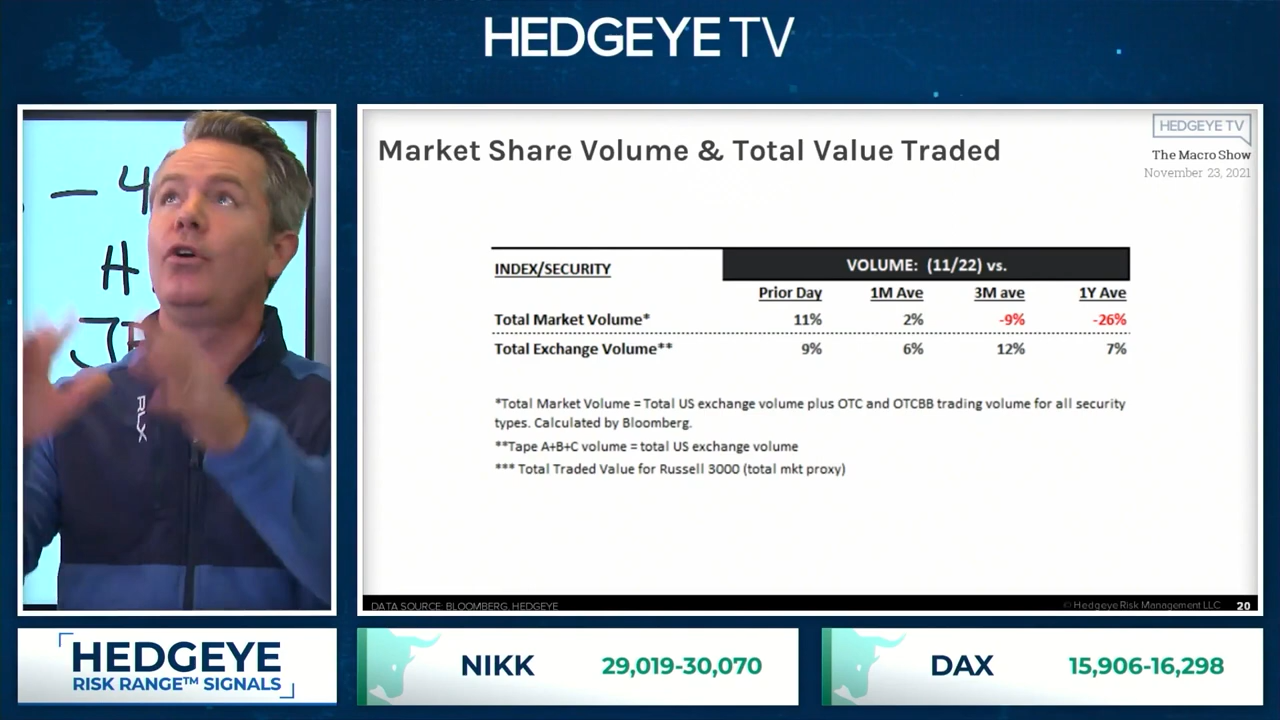 HEDGEYE TV
- 4
H
RLX
Market Share Volume & Total Value Traded
HEDGEYE TV
The Macro Show
November 23, 2021
INDEX/SECURITY
VOLUME: (11/22) vs.
Prior Day 1M Ave 3M ave 1Y Ave
Total Market Volume* 11% 2% -9% -26%
Total Exchange Volume** 9% 6% 12% 7%
*Total Market Volume = Total US exchange volume plus OTC and OTCBB trading volume for all security
types. Calculated by Bloomberg.
**Tape A+B+C volume = total US exchange volume
*** Total Traded Value for Russell 3000 (total mkt proxy)
DATA SOURCE: BLOOMBERG, HEDGEYE
© Hedgeye Risk Management LLC 20
HEDGEYE
RISK RANGE™ SIGNALS
NIKK 29,019-30,070
DAX 15,906-16,298